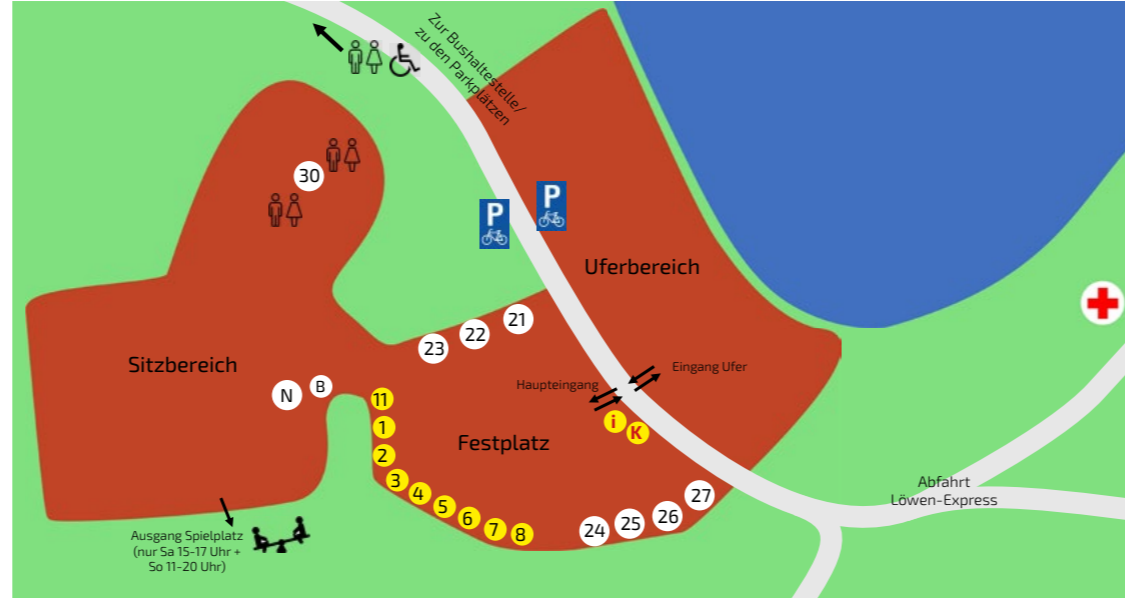 Zur Bushaltestelle/
zu den Parkplätzen
30
P
P
Uferbereich
21
22
23
Sitzbereich
Eingang Ufer
Haupteingang
N
B
11
i
K
1
Festplatz
2
3
4
5
6
7
8
24
25
26
27
Abfahrt
Löwen-Express
Ausgang Spielplatz
(nur Sa 15-17 Uhr +
So 11-20 Uhr)